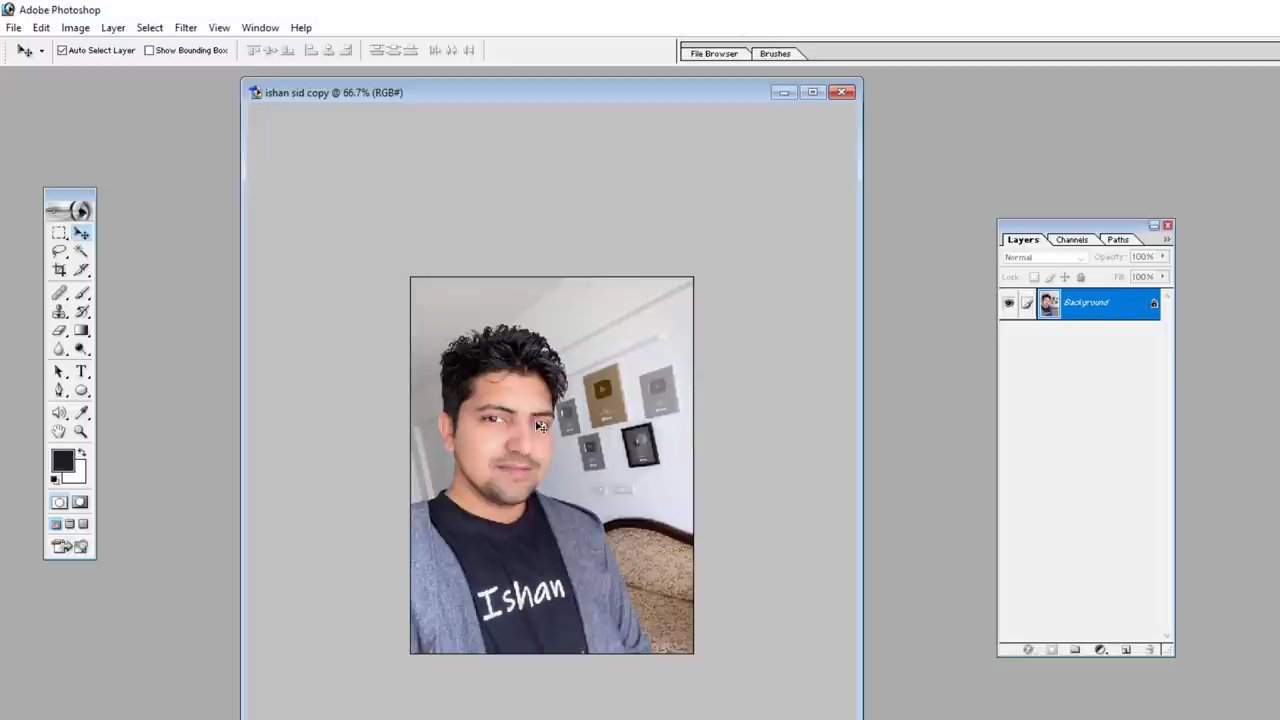 Adobe Photoshop
File Edit Image Layer Select Filter View Window Help
Auto Select Layer Show Bounding Box File Browser Brushes
ishan sid copy @ 66.7% (RGB#)
Layers Channels Paths
Normal Opacity: 100%
Lock: Fill: 100%
Background
Ishan